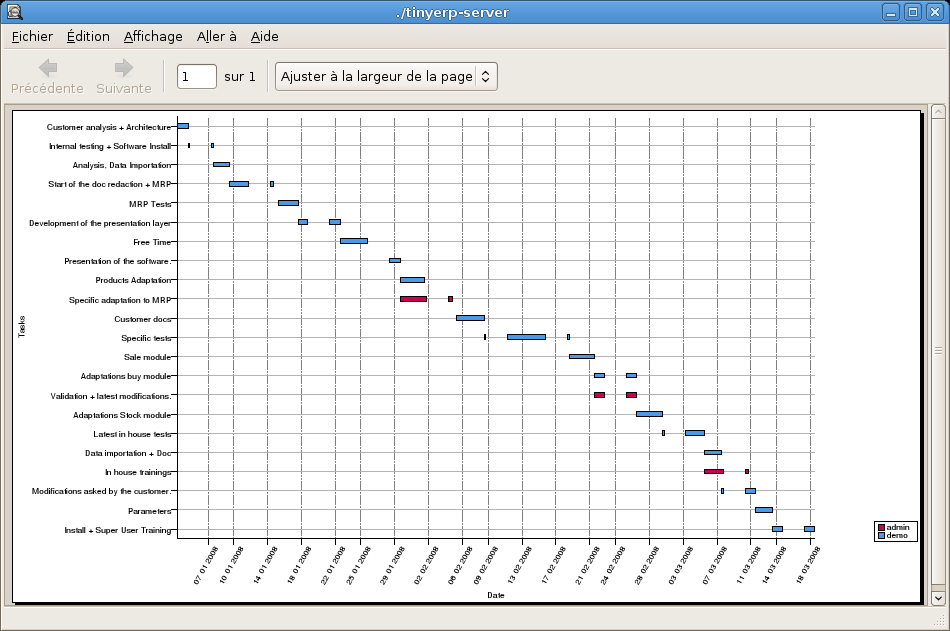 ./tinyerp-server
Fichier Édition Affichage Aller à Aide
Précédente Suivante 1 sur 1 Ajuster à la largeur de la page
Customer analysis + Architecture
Internal testing + Software Install
Analysis, Data Importation
Start of the doc redaction + MRP
MRP Tests
Development of the presentation layer
Free Time
Presentation of the software.
Products Adaptation
Specific adaptation to MRP
Customer docs
Specific tests
Sale module
Adaptations buy module
Validation + latest modifications.
Adaptations Stock module
Latest in house tests
Data importation + Doc
In house trainings
Modifications asked by the customer.
Parameters
Install + Super User Training
Tasks
admin
demo
07 01 2008 10 01 2008 14 01 2008 18 01 2008 22 01 2008 25 01 2008 29 01 2008 02 02 2008 06 02 2008 09 02 2008 13 02 2008 17 02 2008 21 02 2008 24 02 2008 28 02 2008 03 03 2008 07 03 2008 11 03 2008 14 03 2008 18 03 2008
Date